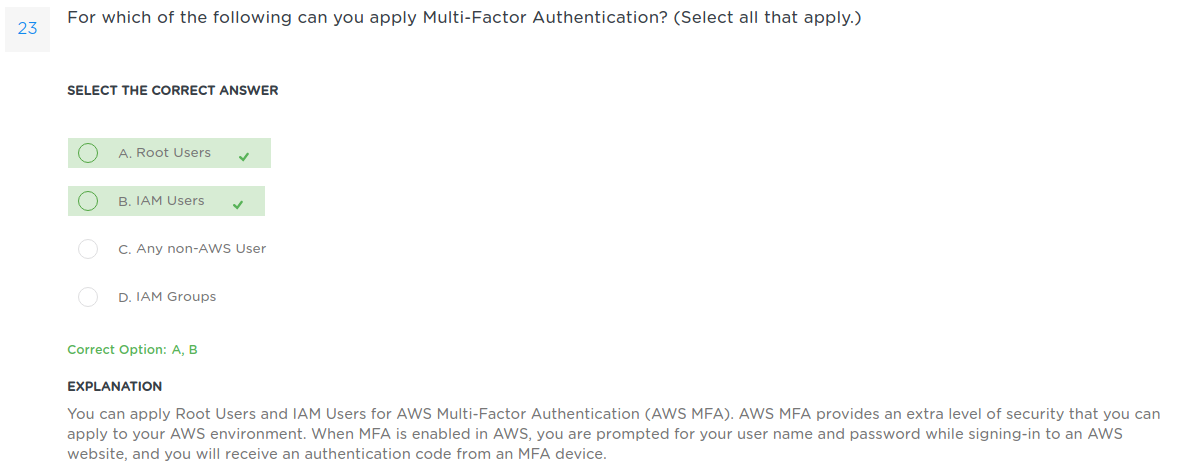 23
For which of the following can you apply Multi-Factor Authentication? (Select all that apply.)
SELECT THE CORRECT ANSWER
A. Root Users
B. IAM Users
C. Any non-AWS User
D. IAM Groups
Correct Option: A, B
EXPLANATION
You can apply Root Users and IAM Users for AWS Multi-Factor Authentication (AWS MFA). AWS MFA provides an extra level of security that you can
apply to your AWS environment. When MFA is enabled in AWS, you are prompted for your user name and password while signing-in to an AWS
website, and you will receive an authentication code from an MFA device.